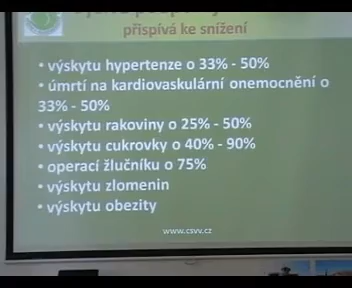 přispívá ke snížení
• výskytu hypertenze o 33% - 50%
• úmrtí na kardiovaskulární onemocnění o
33% - 50%
• výskytu rakoviny o 25% - 50%
• výskytu cukrovky o 40% - 90%
• operací žlučníku o 75%
• výskytu zlomenin
• výskytu obezity
www.csvv.cz